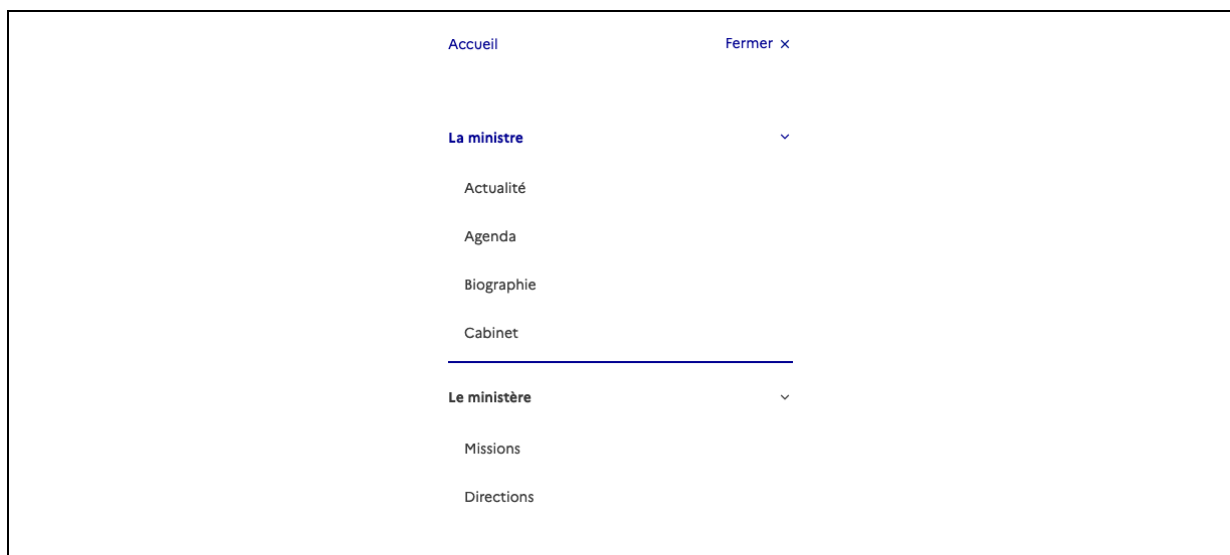 Accueil
Fermer ×
La ministre
Actualité
Agenda
Biographie
Cabinet
Le ministère
Missions
Directions